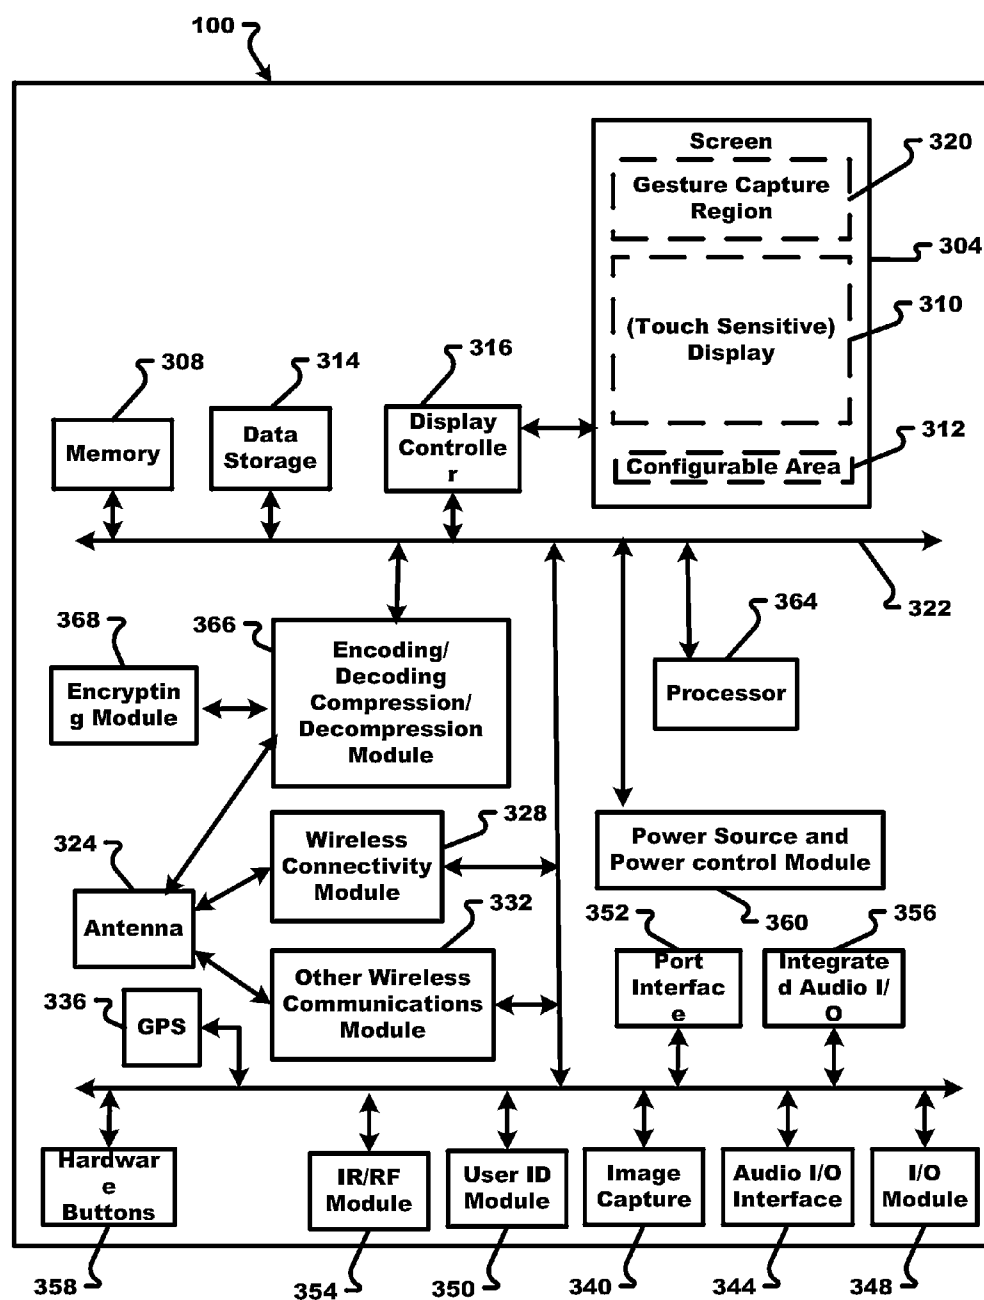 100
Screen
320
Gesture Capture
Region
304
310
(Touch Sensitive)
Display
308
314
316
312
Memory
Data
Storage
Display
Controlle
r
Configurable Area
322
368
366
364
Encryptin
g Module
Encoding/
Decoding
Compression/
Decompression
Module
Processor
324
328
Wireless
Connectivity
Module
Power Source and
Power control Module
Antenna
332
352
360
356
336
GPS
Other Wireless
Communications
Module
Port
Interfac
e
Integrate
d Audio I/
O
Hardwar
e
Buttons
IR/RF
Module
User ID
Module
Image
Capture
Audio I/O
Interface
I/O
Module
358
354
350
340
344
348